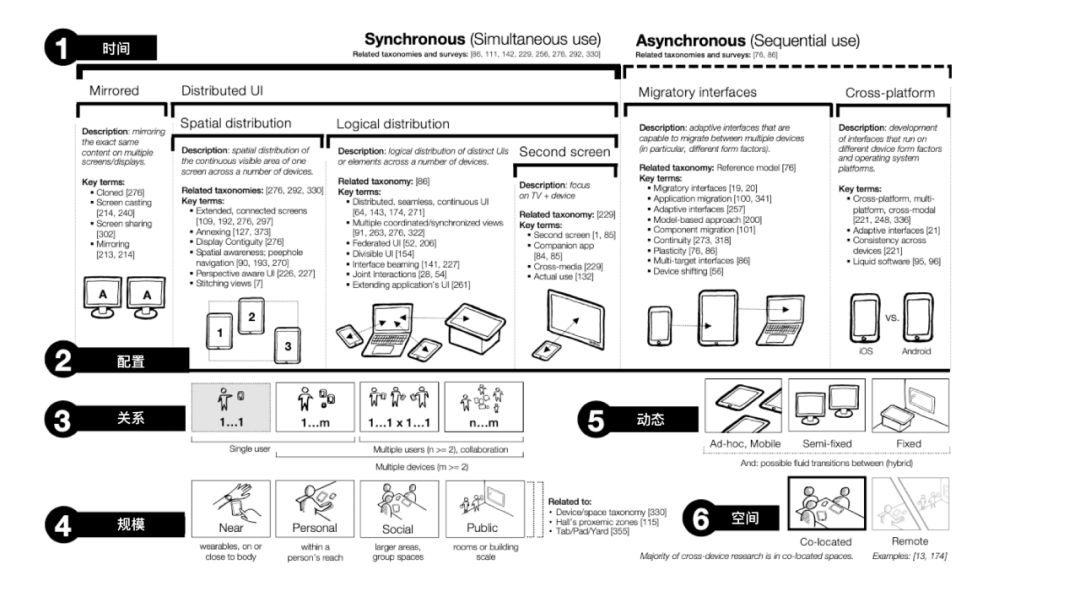 1 时间
Synchronous (Simultaneous use)
Related taxonomies and surveys: [86, 111, 142, 229, 256, 276, 292, 330]
Asynchronous (Sequential use)
Related taxonomies and surveys: [76, 86]
Mirrored
Description: mirroring
the exact same
content on multiple
screens/displays.
Key terms:
▪ Cloned [276]
▪ Screen casting
[214, 240]
▪ Screen sharing
[302]
▪ Mirroring
[213, 214]
A A
Distributed UI
Spatial distribution
Description: spatial distribution of
the continuous visible area of one
screen across a number of devices.
Related taxonomies: [276, 292, 330]
Key terms:
▪ Extended, connected screens
[109, 192, 276, 297]
▪ Annexing [127, 373]
▪ Display Contiguity [276]
▪ Spatial awareness; peephole
navigation [90, 193, 270]
▪ Perspective aware UI [226, 227]
▪ Stitching views [7]
1 2 3
Logical distribution
Description: logical distribution of distinct UIs
or elements across a number of devices.
Related taxonomy: [86]
Key terms:
▪ Distributed, seamless, continuous UI
[64, 143, 174, 271]
▪ Multiple coordinated/synchronized views
[91, 263, 276, 322]
▪ Federated UI [52, 206]
▪ Divisible UI [154]
▪ Interface beaming [141, 227]
▪ Joint Interactions [28, 54]
▪ Extending application's UI [261]
Second screen
Description: focus
on TV + device
Related taxonomy: [229]
Key terms:
▪ Second screen [1, 85]
▪ Companion app
[84, 85]
▪ Cross-media [229]
▪ Actual use [132]
Migratory interfaces
Description: adaptive interfaces that are
capable to migrate between multiple devices
(in particular, different form factors).
Related taxonomy: Reference model [76]
Key terms:
▪ Migratory interfaces [19, 20]
▪ Application migration [100, 341]
▪ Adaptive interfaces [257]
▪ Model-based approach [200]
▪ Component migration [101]
▪ Continuity [273, 318]
▪ Plasticity [76, 86]
▪ Multi-target interfaces [86]
▪ Device shifting [56]
Cross-platform
Description: development
of interfaces that run on
different device form factors
and operating system
platforms.
Key terms:
▪ Cross-platform, multi-
platform, cross-modal
[221, 248, 336]
▪ Adaptive interfaces [21]
▪ Consistency across
devices [221]
▪ Liquid software [95, 96]
VS.
iOS Android
2 配置
3 关系
1...1 1...m 1...1 x 1...1 n...m
Single user
Multiple users (n >= 2), collaboration
Multiple devices (m >= 2)
4 规模
Near
wearables, on or
close to body
Personal
within a
person's reach
Social
larger areas,
group spaces
Public
rooms or building
scale
Related to:
▪ Device/space taxonomy [330]
▪ Hall's proxemic zones [115]
▪ Tab/Pad/Yard [355]
5 动态
Ad-hoc, Mobile Semi-fixed Fixed
And: possible fluid transitions between (hybrid)
6 空间
Co-located Remote
Majority of cross-device research is in co-located spaces.
Examples: [13, 174]